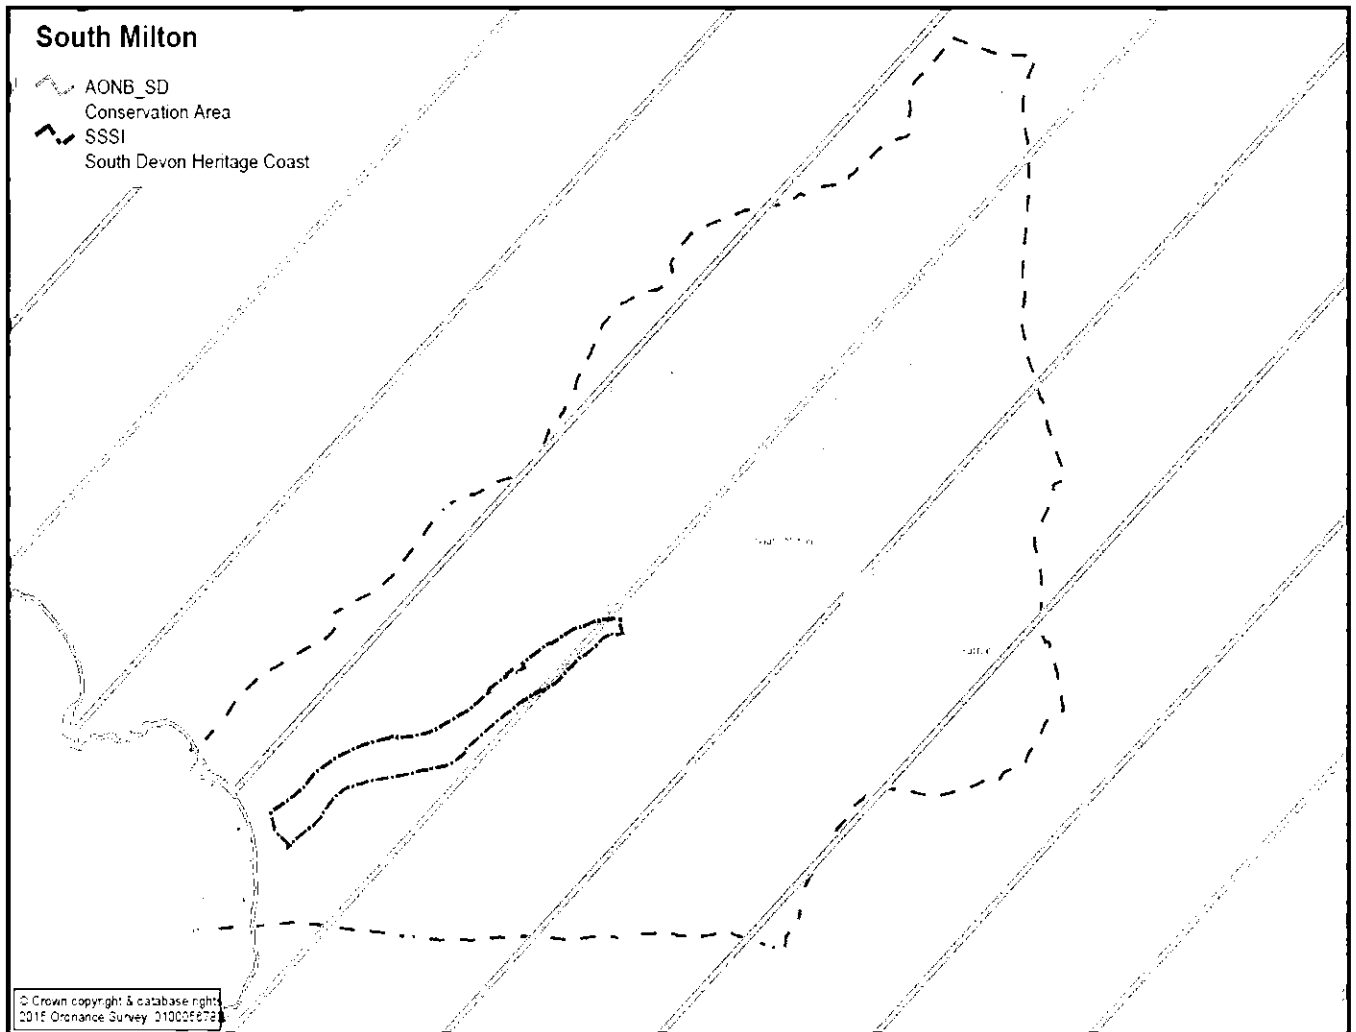 South Milton
AONB_SD
Conservation Area
SSSI
South Devon Heritage Coast
© Crown copyright & database rights
2015 Ordnance Survey